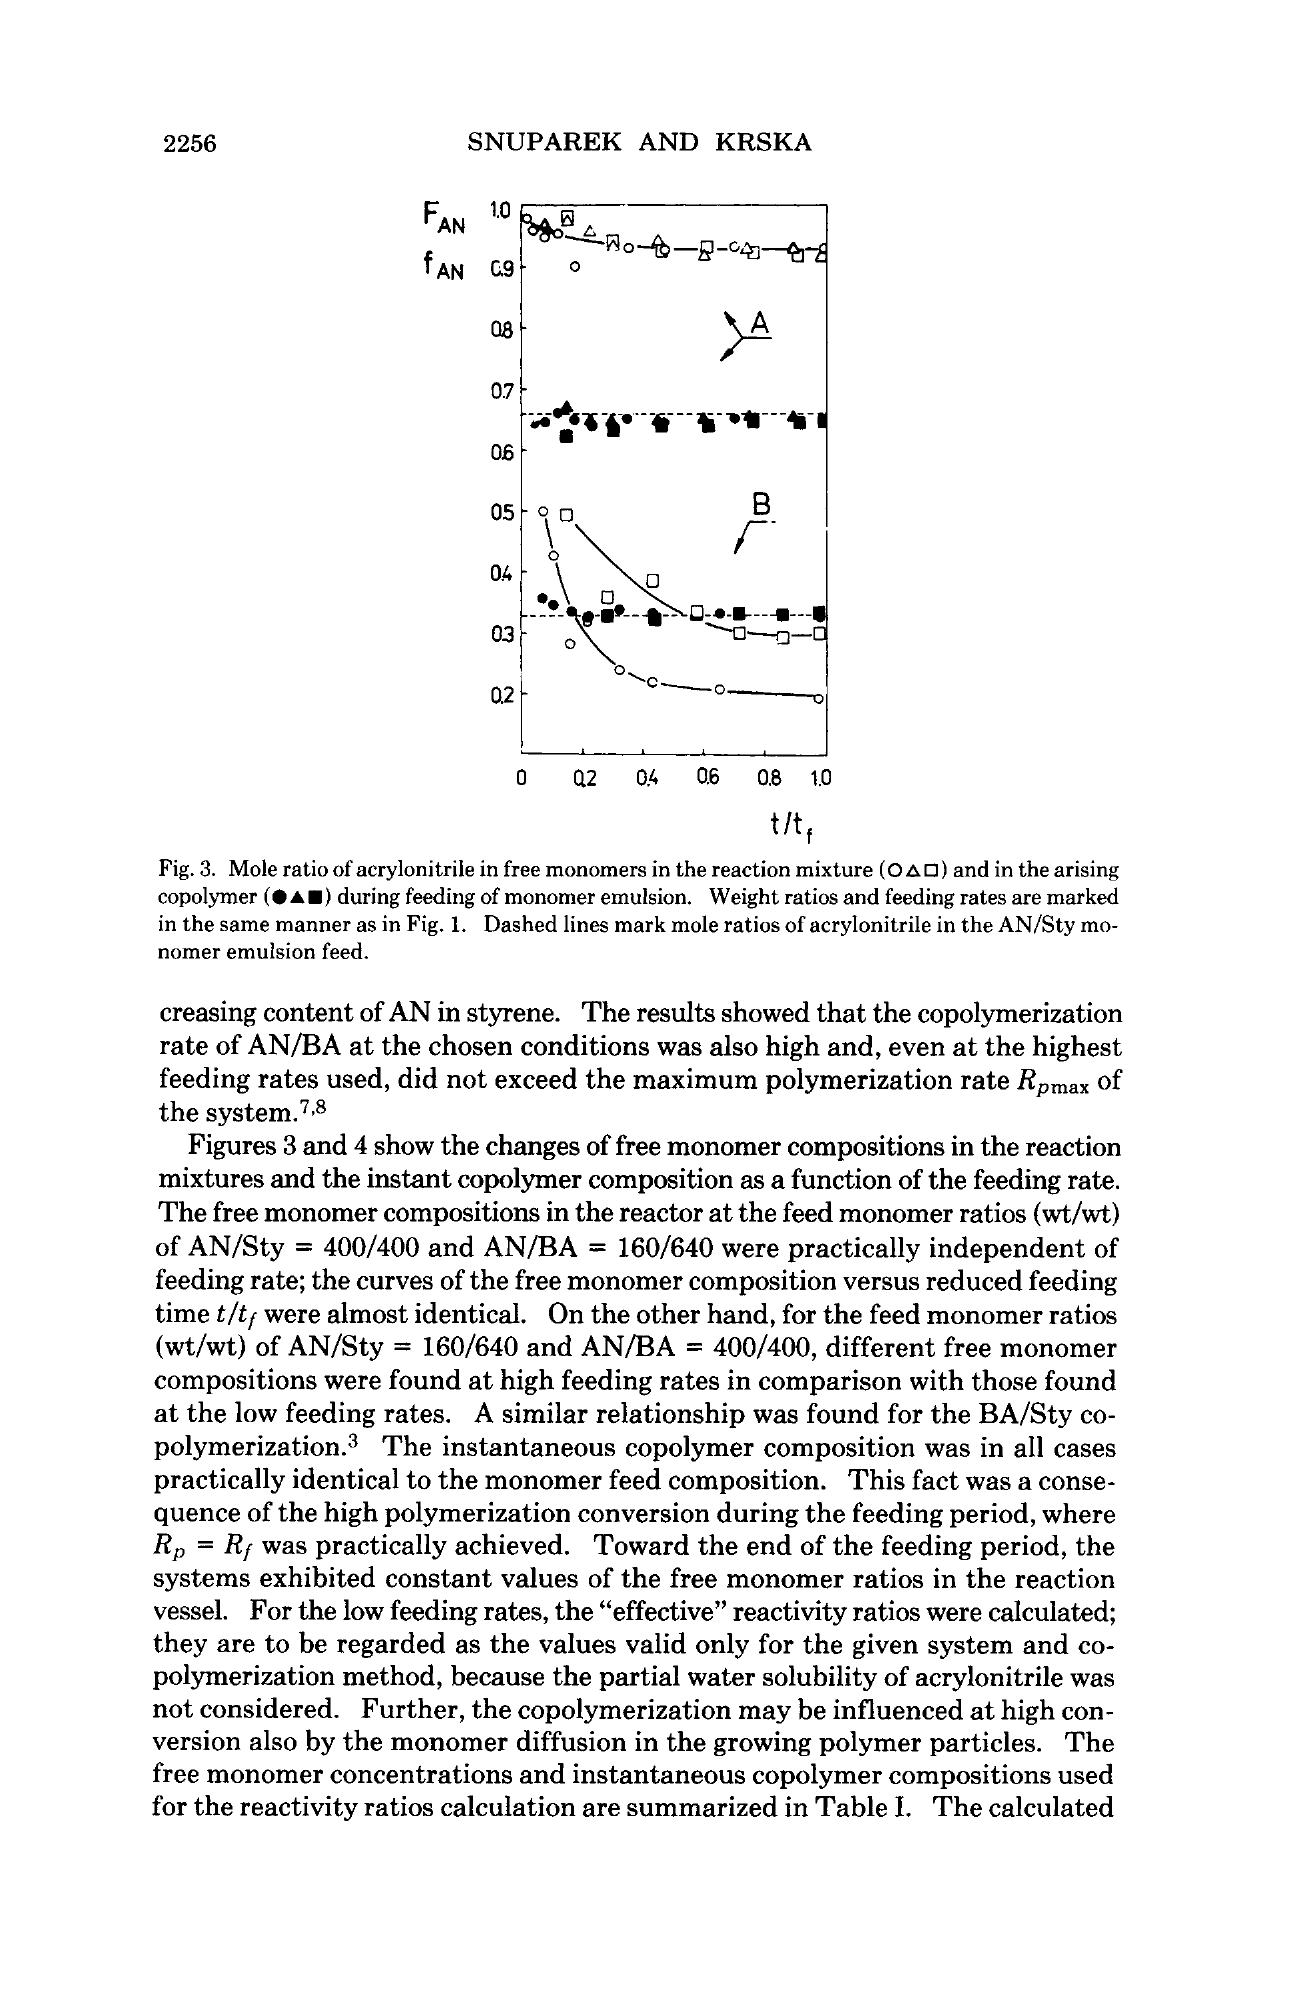 2256 SNUPAREK AND KRSKA
FAN 1.0
fAN 0.9
0.8
A
0.7
0.6
0.5
B
0.4
0.3
0.2
0 0.2 0.4 0.6 0.8 1.0
t/tf
Fig. 3. Mole ratio of acrylonitrile in free monomers in the reaction mixture (O△□) and in the arising
copolymer (●▲■) during feeding of monomer emulsion. Weight ratios and feeding rates are marked
in the same manner as in Fig. 1. Dashed lines mark mole ratios of acrylonitrile in the AN/Sty mo-
nomer emulsion feed.
creasing content of AN in styrene. The results showed that the copolymerization
rate of AN/BA at the chosen conditions was also high and, even at the highest
feeding rates used, did not exceed the maximum polymerization rate Rpmax of
the system.7,8
Figures 3 and 4 show the changes of free monomer compositions in the reaction
mixtures and the instant copolymer composition as a function of the feeding rate.
The free monomer compositions in the reactor at the feed monomer ratios (wt/wt)
of AN/Sty = 400/400 and AN/BA = 160/640 were practically independent of
feeding rate; the curves of the free monomer composition versus reduced feeding
time t/tf were almost identical. On the other hand, for the feed monomer ratios
(wt/wt) of AN/Sty = 160/640 and AN/BA = 400/400, different free monomer
compositions were found at high feeding rates in comparison with those found
at the low feeding rates. A similar relationship was found for the BA/Sty co-
polymerization.3 The instantaneous copolymer composition was in all cases
practically identical to the monomer feed composition. This fact was a conse-
quence of the high polymerization conversion during the feeding period, where
Rp = Rf was practically achieved. Toward the end of the feeding period, the
systems exhibited constant values of the free monomer ratios in the reaction
vessel. For the low feeding rates, the “effective” reactivity ratios were calculated;
they are to be regarded as the values valid only for the given system and co-
polymerization method, because the partial water solubility of acrylonitrile was
not considered. Further, the copolymerization may be influenced at high con-
version also by the monomer diffusion in the growing polymer particles. The
free monomer concentrations and instantaneous copolymer compositions used
for the reactivity ratios calculation are summarized in Table I. The calculated